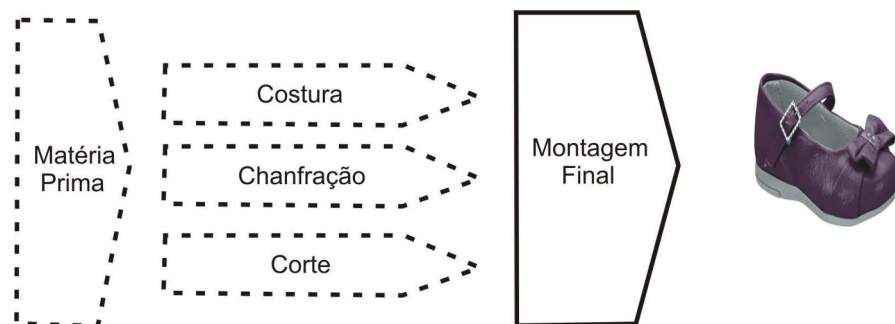 Matéria
Prima
Costura
Chanfração
Corte
Montagem
Final